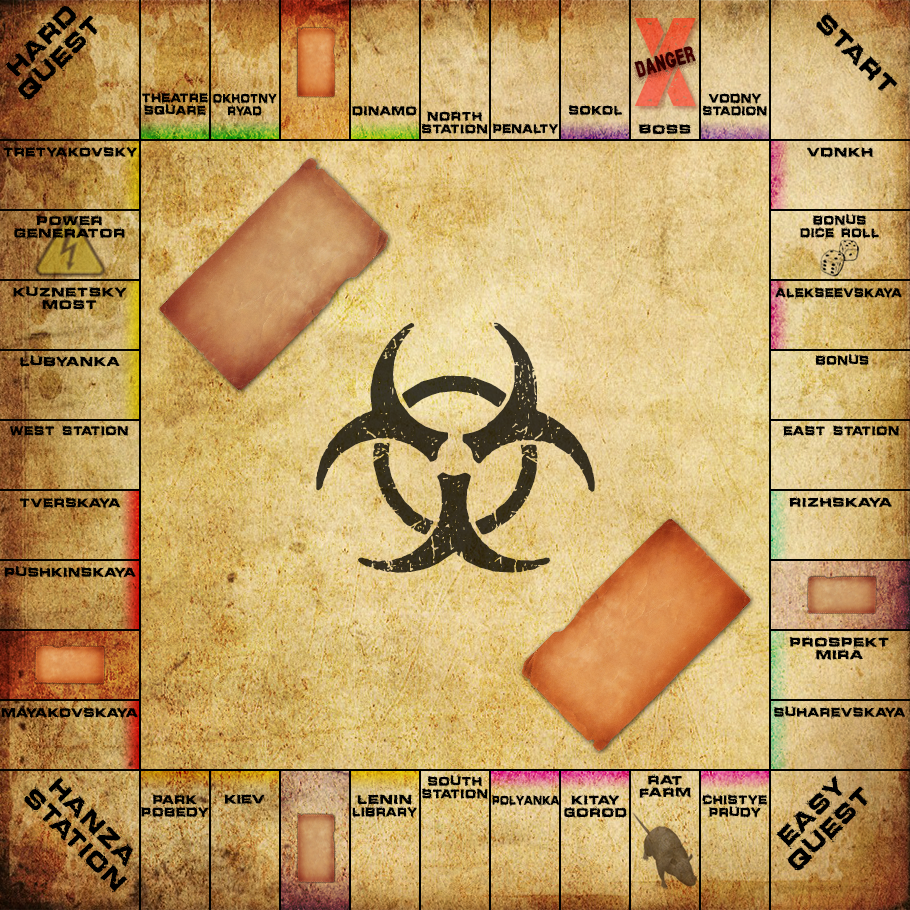 HARD
QUEST
THEATRE
SQUARE
OKHOTNY
RYAD
DINAMO
NORTH
STATION
PENALTY
SOKOL
DANGER
BOSS
VODNY
STADION
START
TRETYAKOVSKY
POWER
GENERATOR
KUZNETSKY
MOST
LUBYANKA
WEST STATION
TVERSKAYA
PUSHKINSKAYA
MAYAKOVSKAYA
VDNKH
BONUS
DICE ROLL
ALEKSEEVSKAYA
BONUS
EAST STATION
RIZHSKAYA
PROSPEKT
MIRA
SUHAREVSKAYA
HANZA
STATION
PARK
POBEDY
KIEV
LENIN
LIBRARY
SOUTH
STATION
POLYANKA
KITAY
GOROD
RAT
FARM
CHISTYE
PRUDY
EASY
QUEST